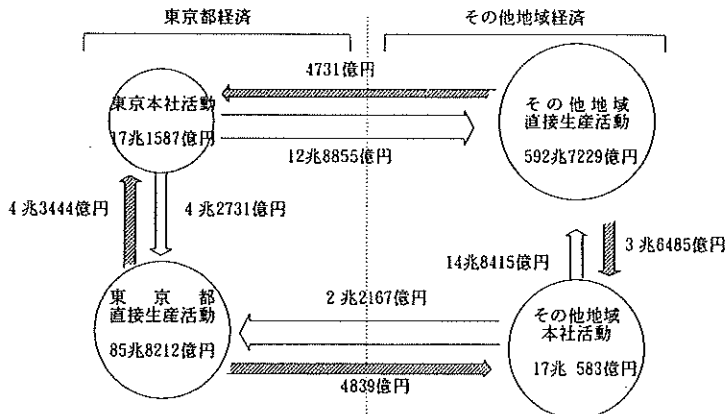 東京都経済
その他地域経済
4731億円
東京本社活動
17兆1587億円
その他地域
直接生産活動
592兆7229億円
12兆8855億円
4兆3444億円
4兆2731億円
3兆6485億円
14兆8415億円
東京都
直接生産活動
85兆8212億円
2兆2167億円
その他地域
本社活動
17兆 583億円
4839億円